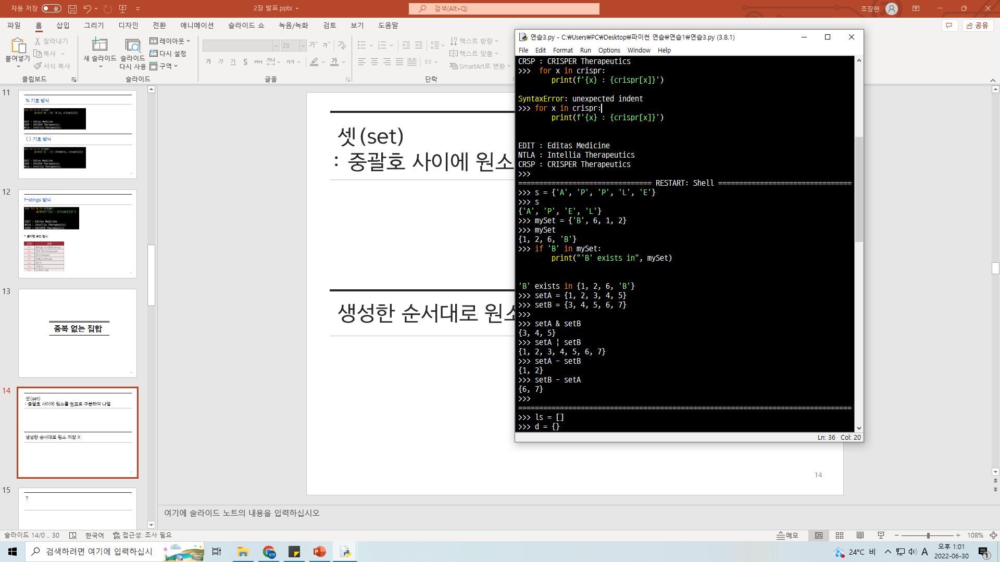 자동 저장 끔
2장 발표.pptx
검색(Alt+Q)
조장현
파일 홈 삽입 그리기 디자인 전환 애니메이션 슬라이드 쇼 녹음/녹화 검토 보기 도움말
공유
붙여넣기
잘라내기
복사
서식 복사
클립보드
새 슬라이드
슬라이드 다시 사용
레이아웃
다시 설정
구역
슬라이드
28
글꼴
텍스트 방향
텍스트 맞춤
SmartArt로 변환
단락
11
% 기호 방식
{ } 기호 방식
12
f-stings 방식
13
중복 없는 집합
14
셋(set)
: 중괄호 사이에 원소를 쉼표로 구분하여 나열
생성한 순서대로 원소 저장 X
15
?
셋(set)
: 중괄호 사이에 원소
생성한 순서대로 원소
14
여기에 슬라이드 노트의 내용을 입력하십시오
연습3.py - C:₩Users₩PC₩Desktop₩파이썬 연습₩연습1₩연습3.py (3.8.1)
File Edit Format Run Options Window Help
CRSP : CRISPER Therapeutics
>>>  for x in crispr:
        print(f'{x} : {crispr[x]}')
SyntaxError: unexpected indent
>>> for x in crispr:
        print(f'{x} : {crispr[x]}')
EDIT : Editas Medicine
NTLA : Intellia Therapeutics
CRSP : CRISPER Therapeutics
>>>
================================ RESTART: Shell ================================
>>> s = {'A', 'P', 'P', 'L', 'E'}
>>> s
{'A', 'P', 'E', 'L'}
>>> mySet = {'B', 6, 1, 2}
>>> mySet
{1, 2, 6, 'B'}
>>> if 'B' in mySet:
        print("'B' exists in", mySet)
'B' exists in {1, 2, 6, 'B'}
>>> setA = {1, 2, 3, 4, 5}
>>> setB = {3, 4, 5, 6, 7}
>>>
>>> setA & setB
{3, 4, 5}
>>> setA | setB
{1, 2, 3, 4, 5, 6, 7}
>>> setA - setB
{1, 2}
>>> setB - setA
{6, 7}
>>>
================================================================================
>>> ls = []
>>> d = {}
Ln: 36 Col: 20
슬라이드 14/0 .. 30 한국어 접근성: 조사 필요
메모
108%
검색하려면 여기에 입력하십시
24°C 비
A
오후 1:01
2022-06-30
1